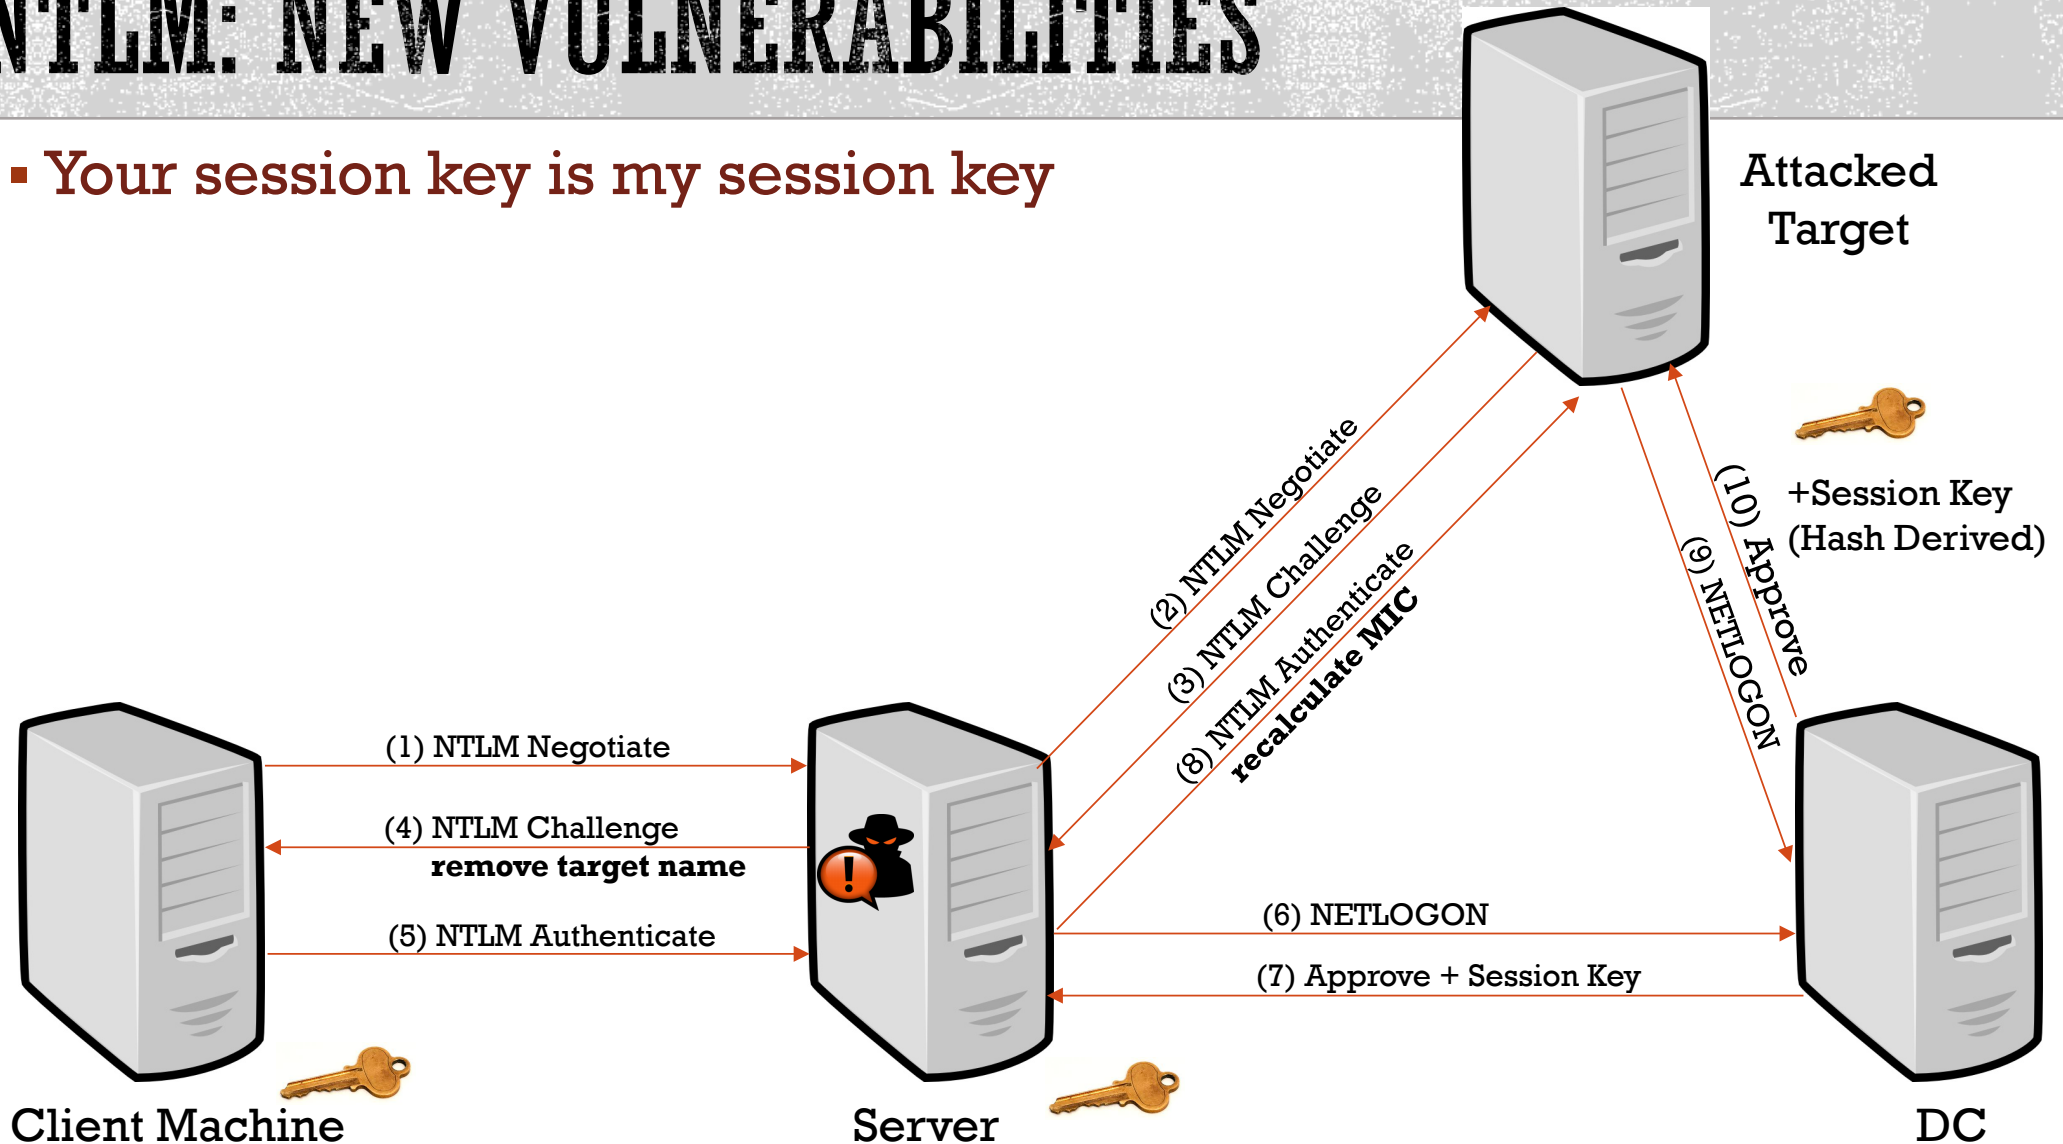 NTLM: NEW VULNERABILITIES
▪ Your session key is my session key
Attacked
Target
+Session Key
(Hash Derived)
(2) NTLM Negotiate
(3) NTLM Challenge
(8) NTLM Authenticate
recalculate MIC
(9) NETLOGON
(10) Approve
(1) NTLM Negotiate
(4) NTLM Challenge
remove target name
(5) NTLM Authenticate
!
(6) NETLOGON
(7) Approve + Session Key
Client Machine
Server
DC